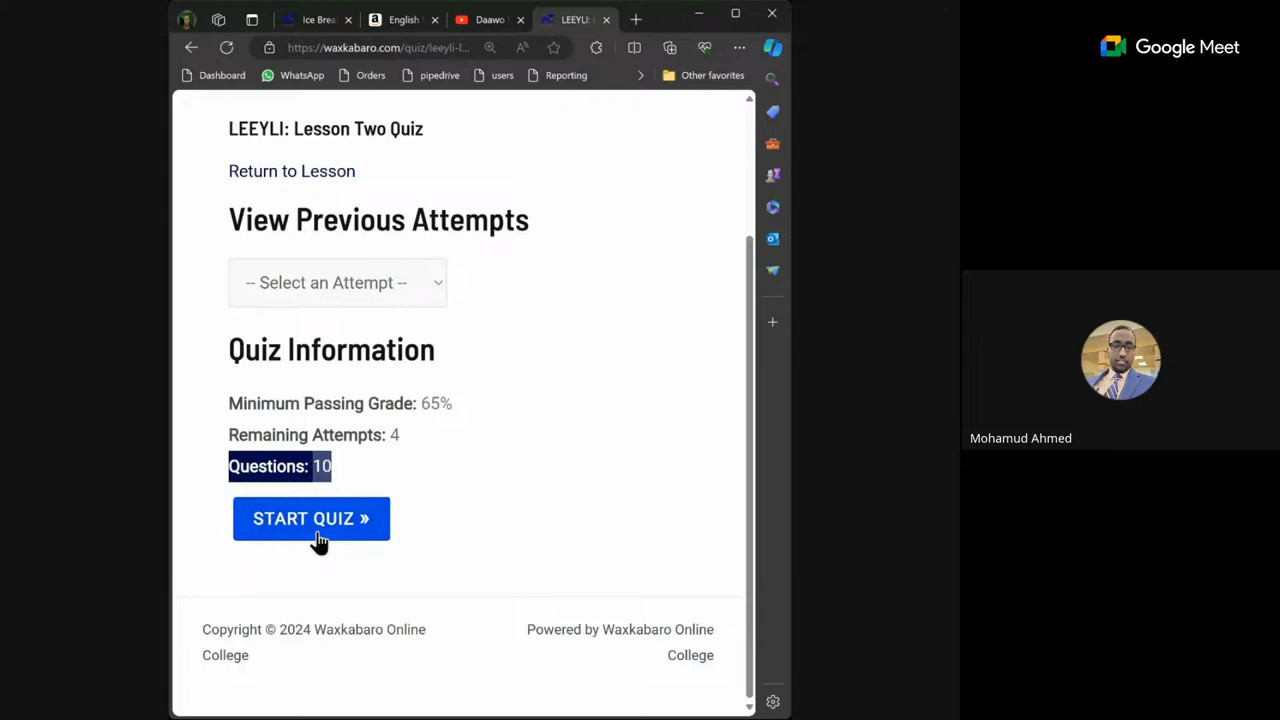 Ice Brea
English
Daawo
LEEYLI: L
https://waxkabaro.com/quiz/leeyli-l...
Dashboard
WhatsApp
Orders
pipedrive
users
Reporting
Other favorites
LEEYLI: Lesson Two Quiz
Return to Lesson
View Previous Attempts
-- Select an Attempt --
Quiz Information
Minimum Passing Grade: 65%
Remaining Attempts: 4
Questions: 10
START QUIZ »
Copyright © 2024 Waxkabaro Online
College
Powered by Waxkabaro Online
College
Google Meet
Mohamud Ahmed